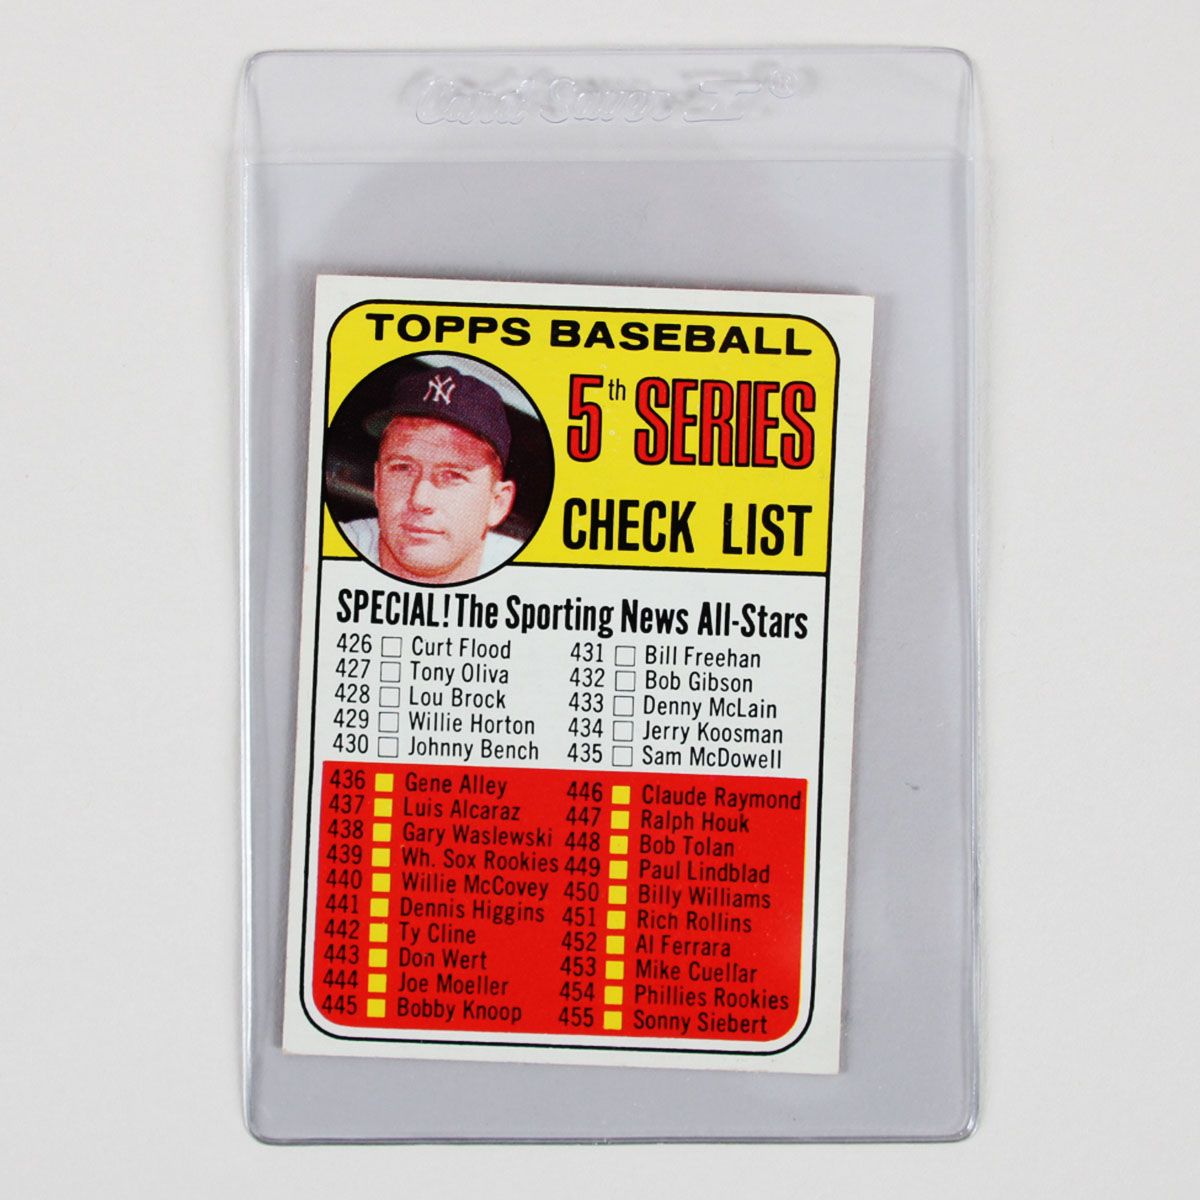 Card Saver I®
TOPPS BASEBALL
NY
5th SERIES
CHECK LIST
SPECIAL! The Sporting News All-Stars
426 Curt Flood
427 Tony Oliva
428 Lou Brock
429 Willie Horton
430 Johnny Bench
431 Bill Freehan
432 Bob Gibson
433 Denny McLain
434 Jerry Koosman
435 Sam McDowell
436 Gene Alley
437 Luis Alcaraz
438 Gary Waslewski
439 Wh. Sox Rookies
440 Willie McCovey
441 Dennis Higgins
442 Ty Cline
443 Don Wert
444 Joe Moeller
445 Bobby Knoop
446 Claude Raymond
447 Ralph Houk
448 Bob Tolan
449 Paul Lindblad
450 Billy Williams
451 Rich Rollins
452 Al Ferrara
453 Mike Cuellar
454 Phillies Rookies
455 Sonny Siebert